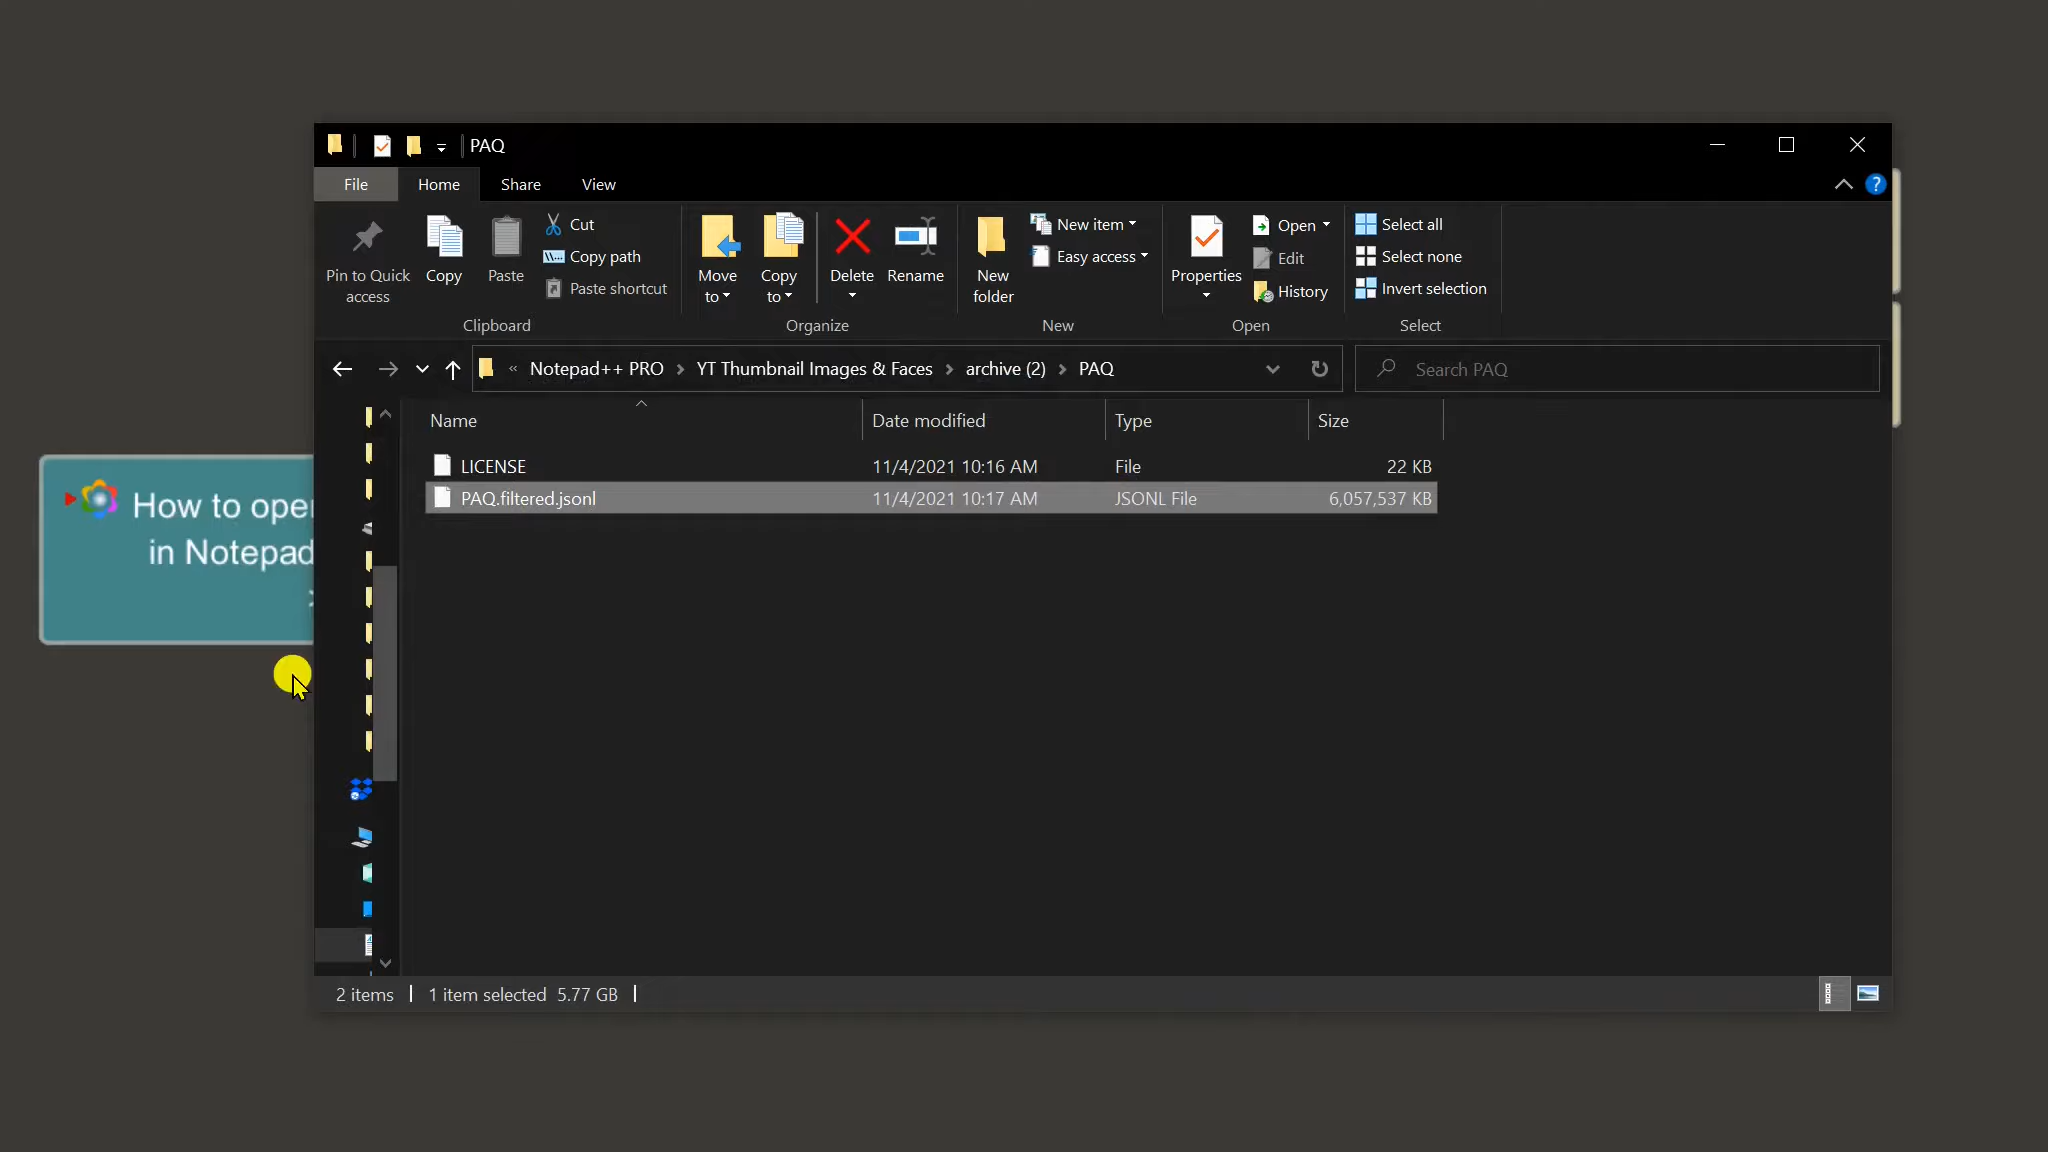 PAQ
File Home Share View
Pin to Quick access
Copy
Paste
Cut
Copy path
Paste shortcut
Clipboard
Move to
Copy to
Delete
Rename
Organize
New folder
New item
Easy access
New
Properties
Open
Edit
History
Open
Select all
Select none
Invert selection
Select
« Notepad++ PRO > YT Thumbnail Images & Faces > archive (2) > PAQ
Search PAQ
Name Date modified Type Size
LICENSE 11/4/2021 10:16 AM File 22 KB
PAQ.filtered.jsonl 11/4/2021 10:17 AM JSONL File 6,057,537 KB
How to open
in Notepad
2 items 1 item selected 5.77 GB